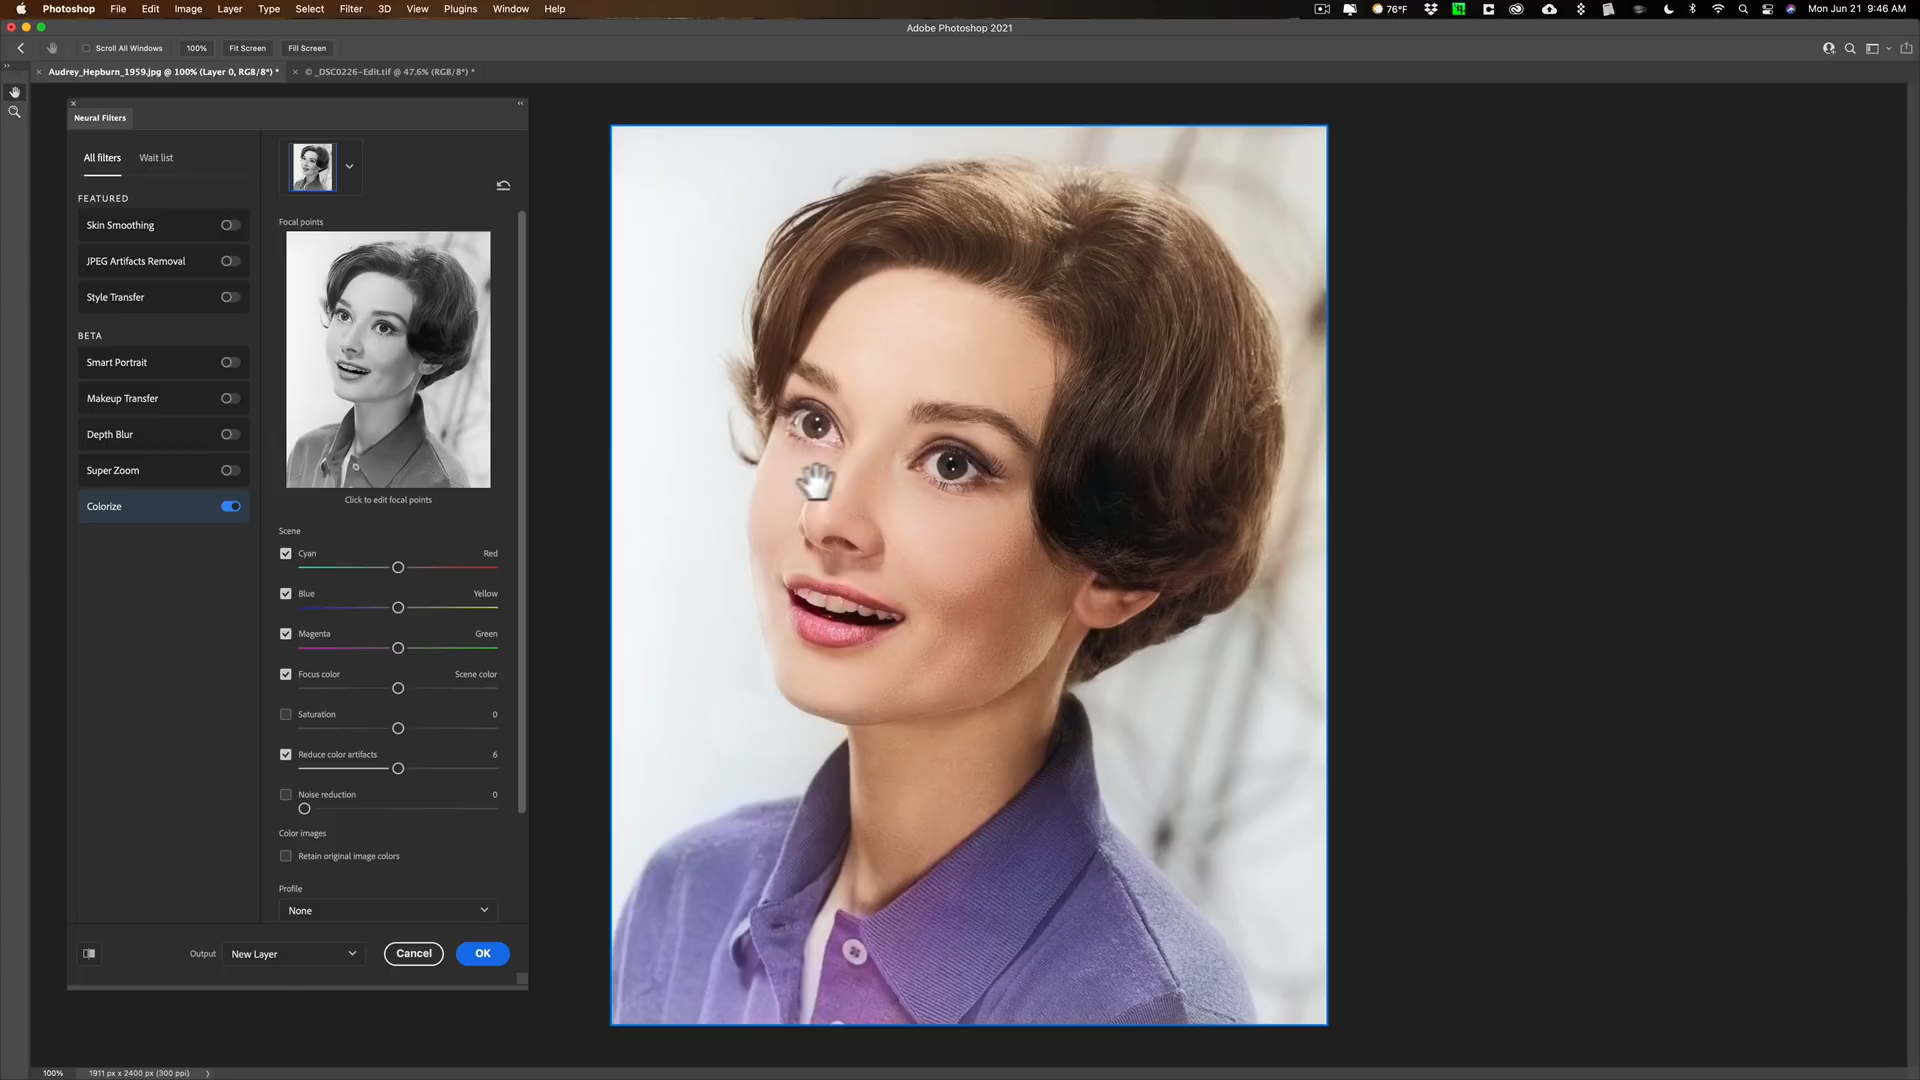 Photoshop File Edit Image Layer Type Select Filter 3D View Plugins Window Help 76°F Mon Jun 21 9:46 AM
Adobe Photoshop 2021
Scroll All Windows 100% Fit Screen Fill Screen
Audrey_Hepburn_1959.jpg @ 100% (Layer 0, RGB/8*) * © _DSC0226-Edit.tif @ 47.6% (RGB/8*) *
Neural Filters
All filters Wait list
FEATURED
Skin Smoothing
JPEG Artifacts Removal
Style Transfer
BETA
Smart Portrait
Makeup Transfer
Depth Blur
Super Zoom
Colorize
Focal points
Click to edit focal points
Scene
Cyan Red
Blue Yellow
Magenta Green
Focus color Scene color
Saturation 0
Reduce color artifacts 6
Noise reduction 0
Color images
Retain original image colors
Profile
None
Output New Layer Cancel OK
100% 1911 px x 2400 px (300 ppi)